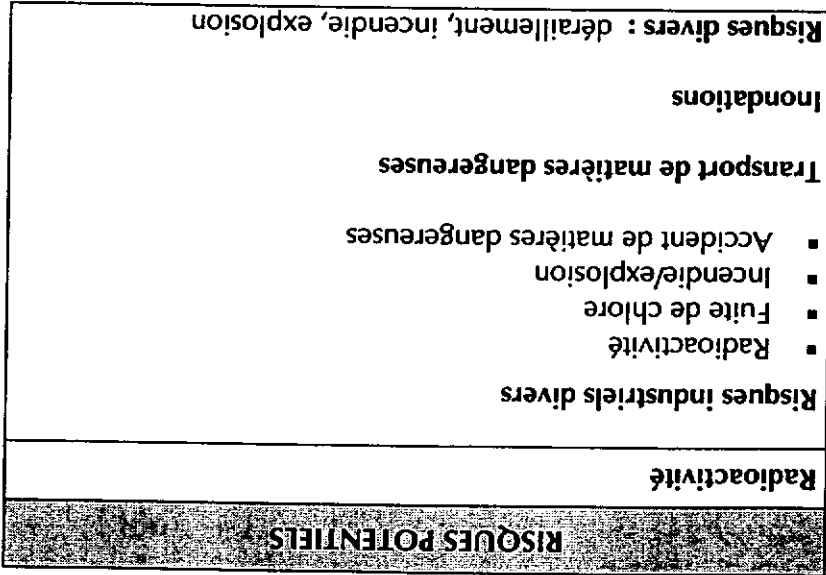 RISQUES POTENTIELS
Radioactivité
Risques industriels divers
▪ Radioactivité
▪ Fuite de chlore
▪ Incendie/explosion
▪ Accident de matières dangereuses
Transport de matières dangereuses
Inondations
Risques divers : déraillement, incendie, explosion